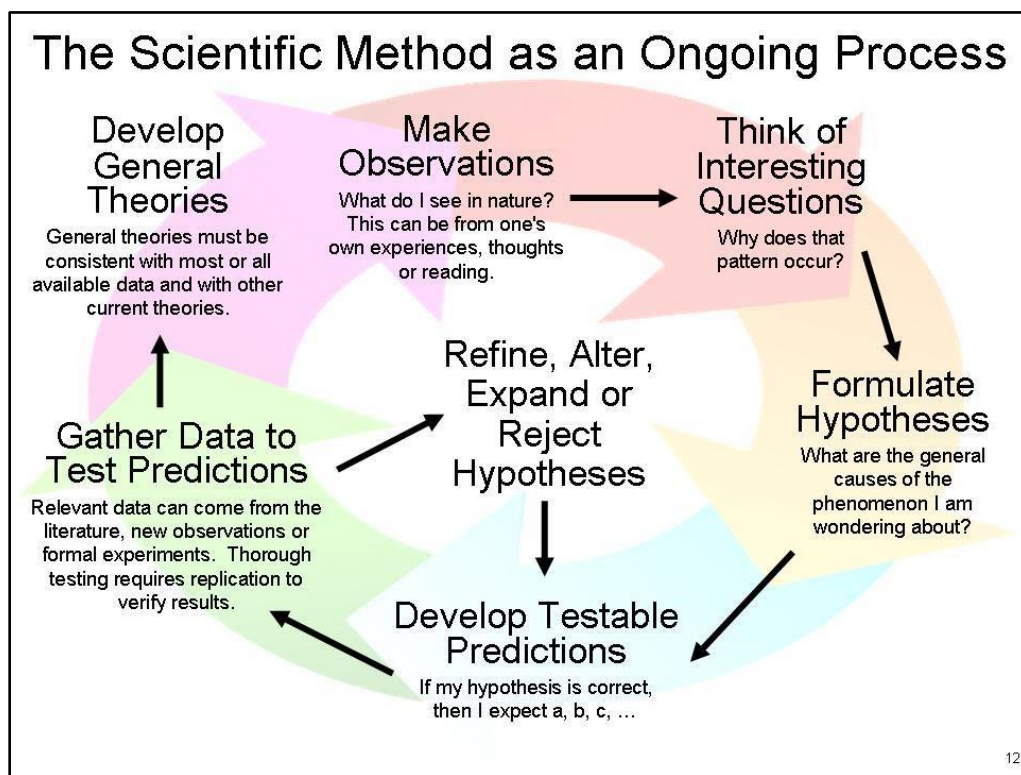 The Scientific Method as an Ongoing Process
Develop
General
Theories
General theories must be
consistent with most or all
available data and with other
current theories.
Make
Observations
What do I see in nature?
This can be from one's
own experiences, thoughts
or reading.
Think of
Interesting
Questions
Why does that
pattern occur?
Refine, Alter,
Expand or
Reject
Hypotheses
Formulate
Hypotheses
What are the general
causes of the
phenomenon I am
wondering about?
Gather Data to
Test Predictions
Relevant data can come from the
literature, new observations or
formal experiments. Thorough
testing requires replication to
verify results.
Develop Testable
Predictions
If my hypothesis is correct,
then I expect a, b, c, ...
12